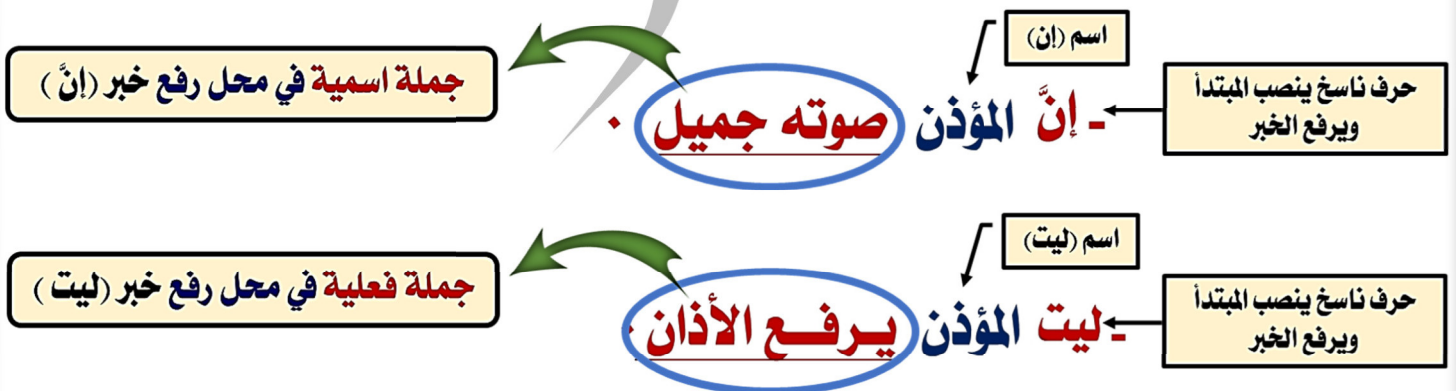 اسم (إن)
حرف ناسخ ينصب المبتدأ
ويرفع الخبر
ـ إنَّ المؤذن صوته جميل .
جملة اسمية في محل رفع خبر (إنَّ)
اسم (ليت)
حرف ناسخ ينصب المبتدأ
ويرفع الخبر
ـ ليت المؤذن يـرفــع الأذان .
جملة فعلية في محل رفع خبر (ليت)